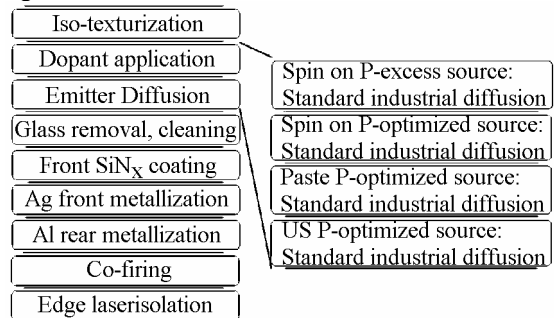 Iso-texturization
Dopant application
Emitter Diffusion
Glass removal, cleaning
Front SiNX coating
Ag front metallization
Al rear metallization
Co-firing
Edge laserisolation
Spin on P-excess source:
Standard industrial diffusion
Spin on P-optimized source:
Standard industrial diffusion
Paste P-optimized source:
Standard industrial diffusion
US P-optimized source:
Standard industrial diffusion